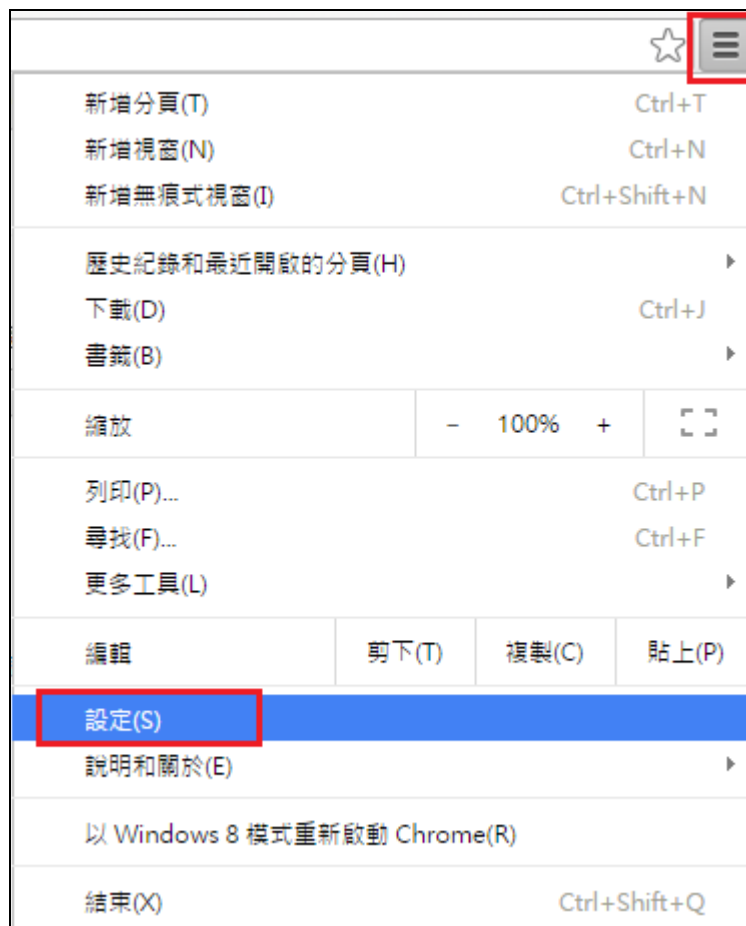 新增分頁(T) Ctrl+T
新增視窗(N) Ctrl+N
新增無痕式視窗(I) Ctrl+Shift+N
歷史紀錄和最近開啟的分頁(H)
下載(D) Ctrl+J
書籤(B)
縮放 - 100% +
列印(P)... Ctrl+P
尋找(F)... Ctrl+F
更多工具(L)
編輯 剪下(T) 複製(C) 貼上(P)
設定(S)
說明和關於(E)
以 Windows 8 模式重新啟動 Chrome(R)
結束(X) Ctrl+Shift+Q